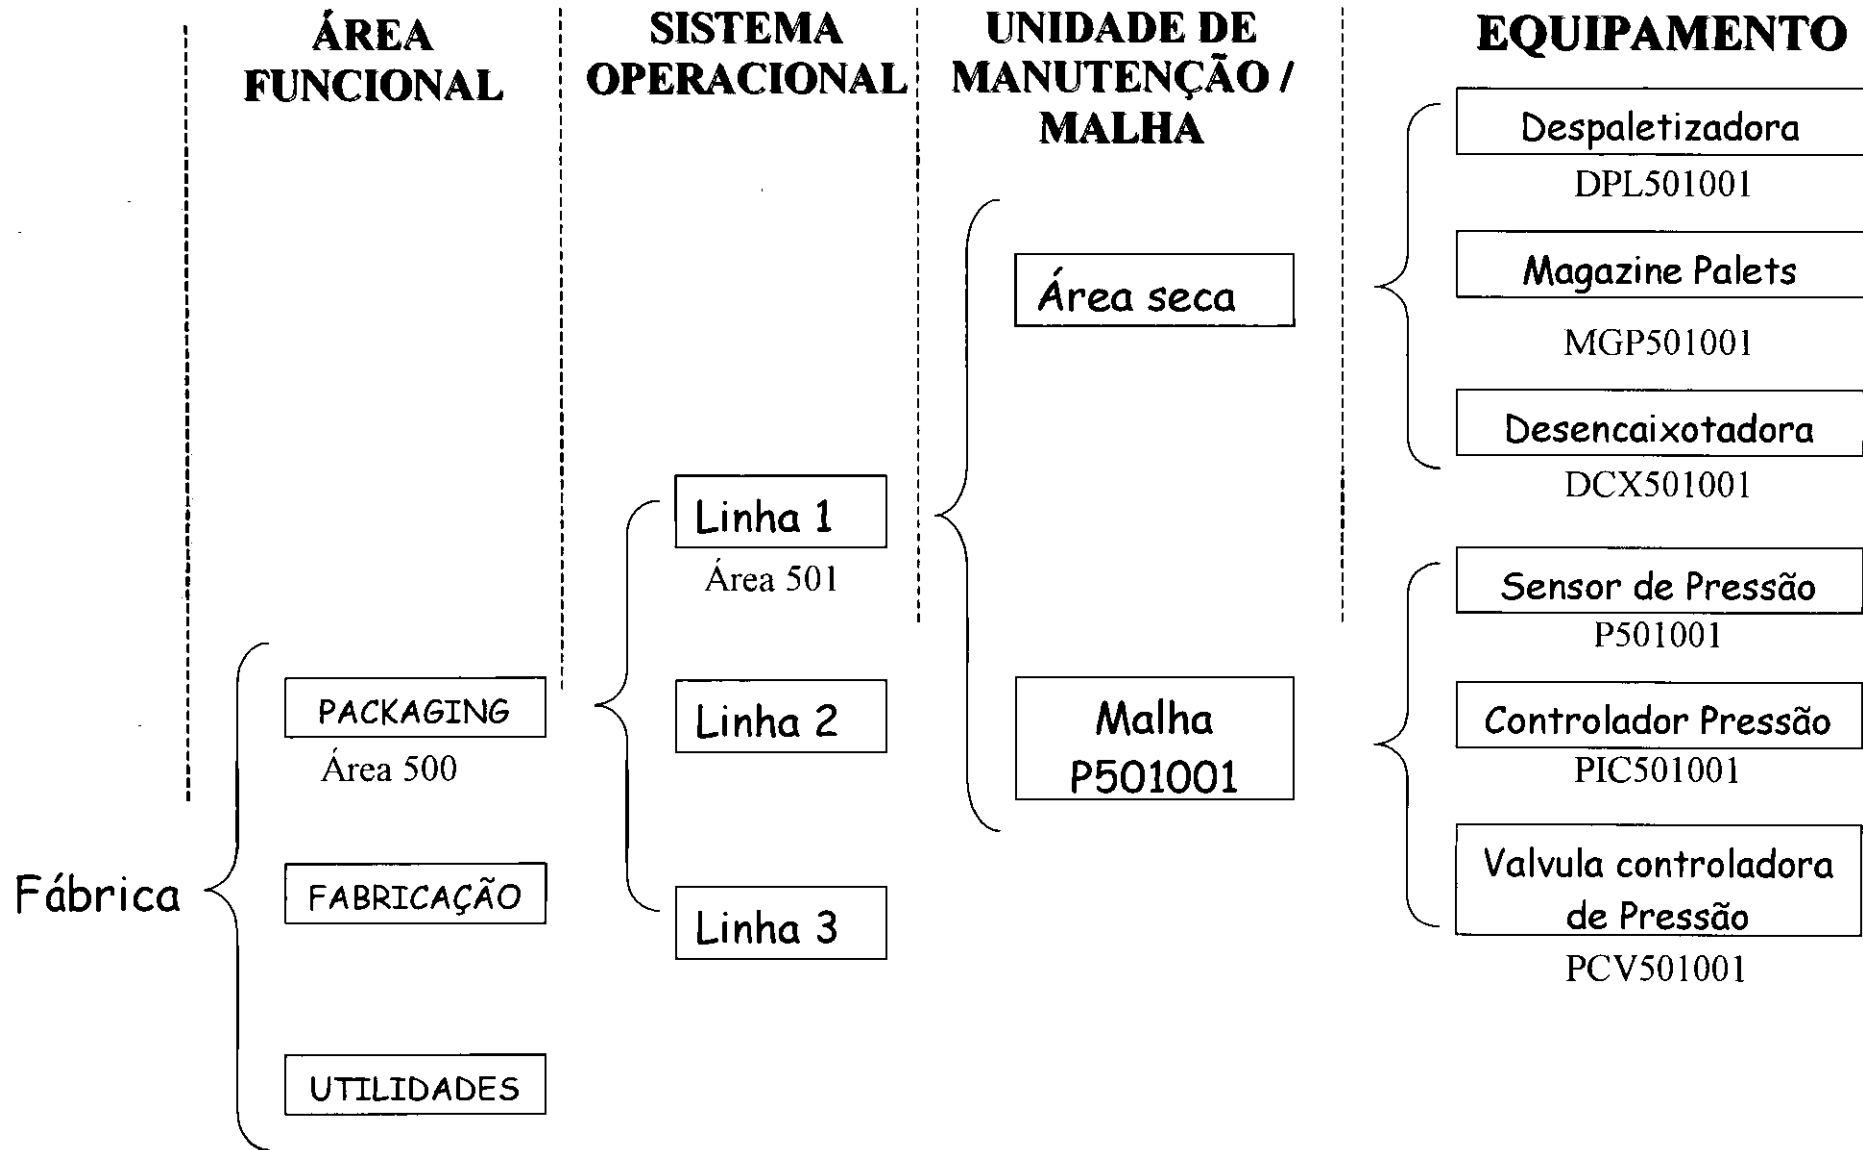 ÁREA
FUNCIONAL
SISTEMA
OPERACIONAL
UNIDADE DE
MANUTENÇÃO /
MALHA
EQUIPAMENTO
Fábrica
PACKAGING
Área 500
FABRICAÇÃO
UTILIDADES
Linha 1
Área 501
Linha 2
Linha 3
Área seca
Malha
P501001
Despaletizadora
DPL501001
Magazine Palets
MGP501001
Desencaixotadora
DCX501001
Sensor de Pressão
P501001
Controlador Pressão
PIC501001
Valvula controladora
de Pressão
PCV501001